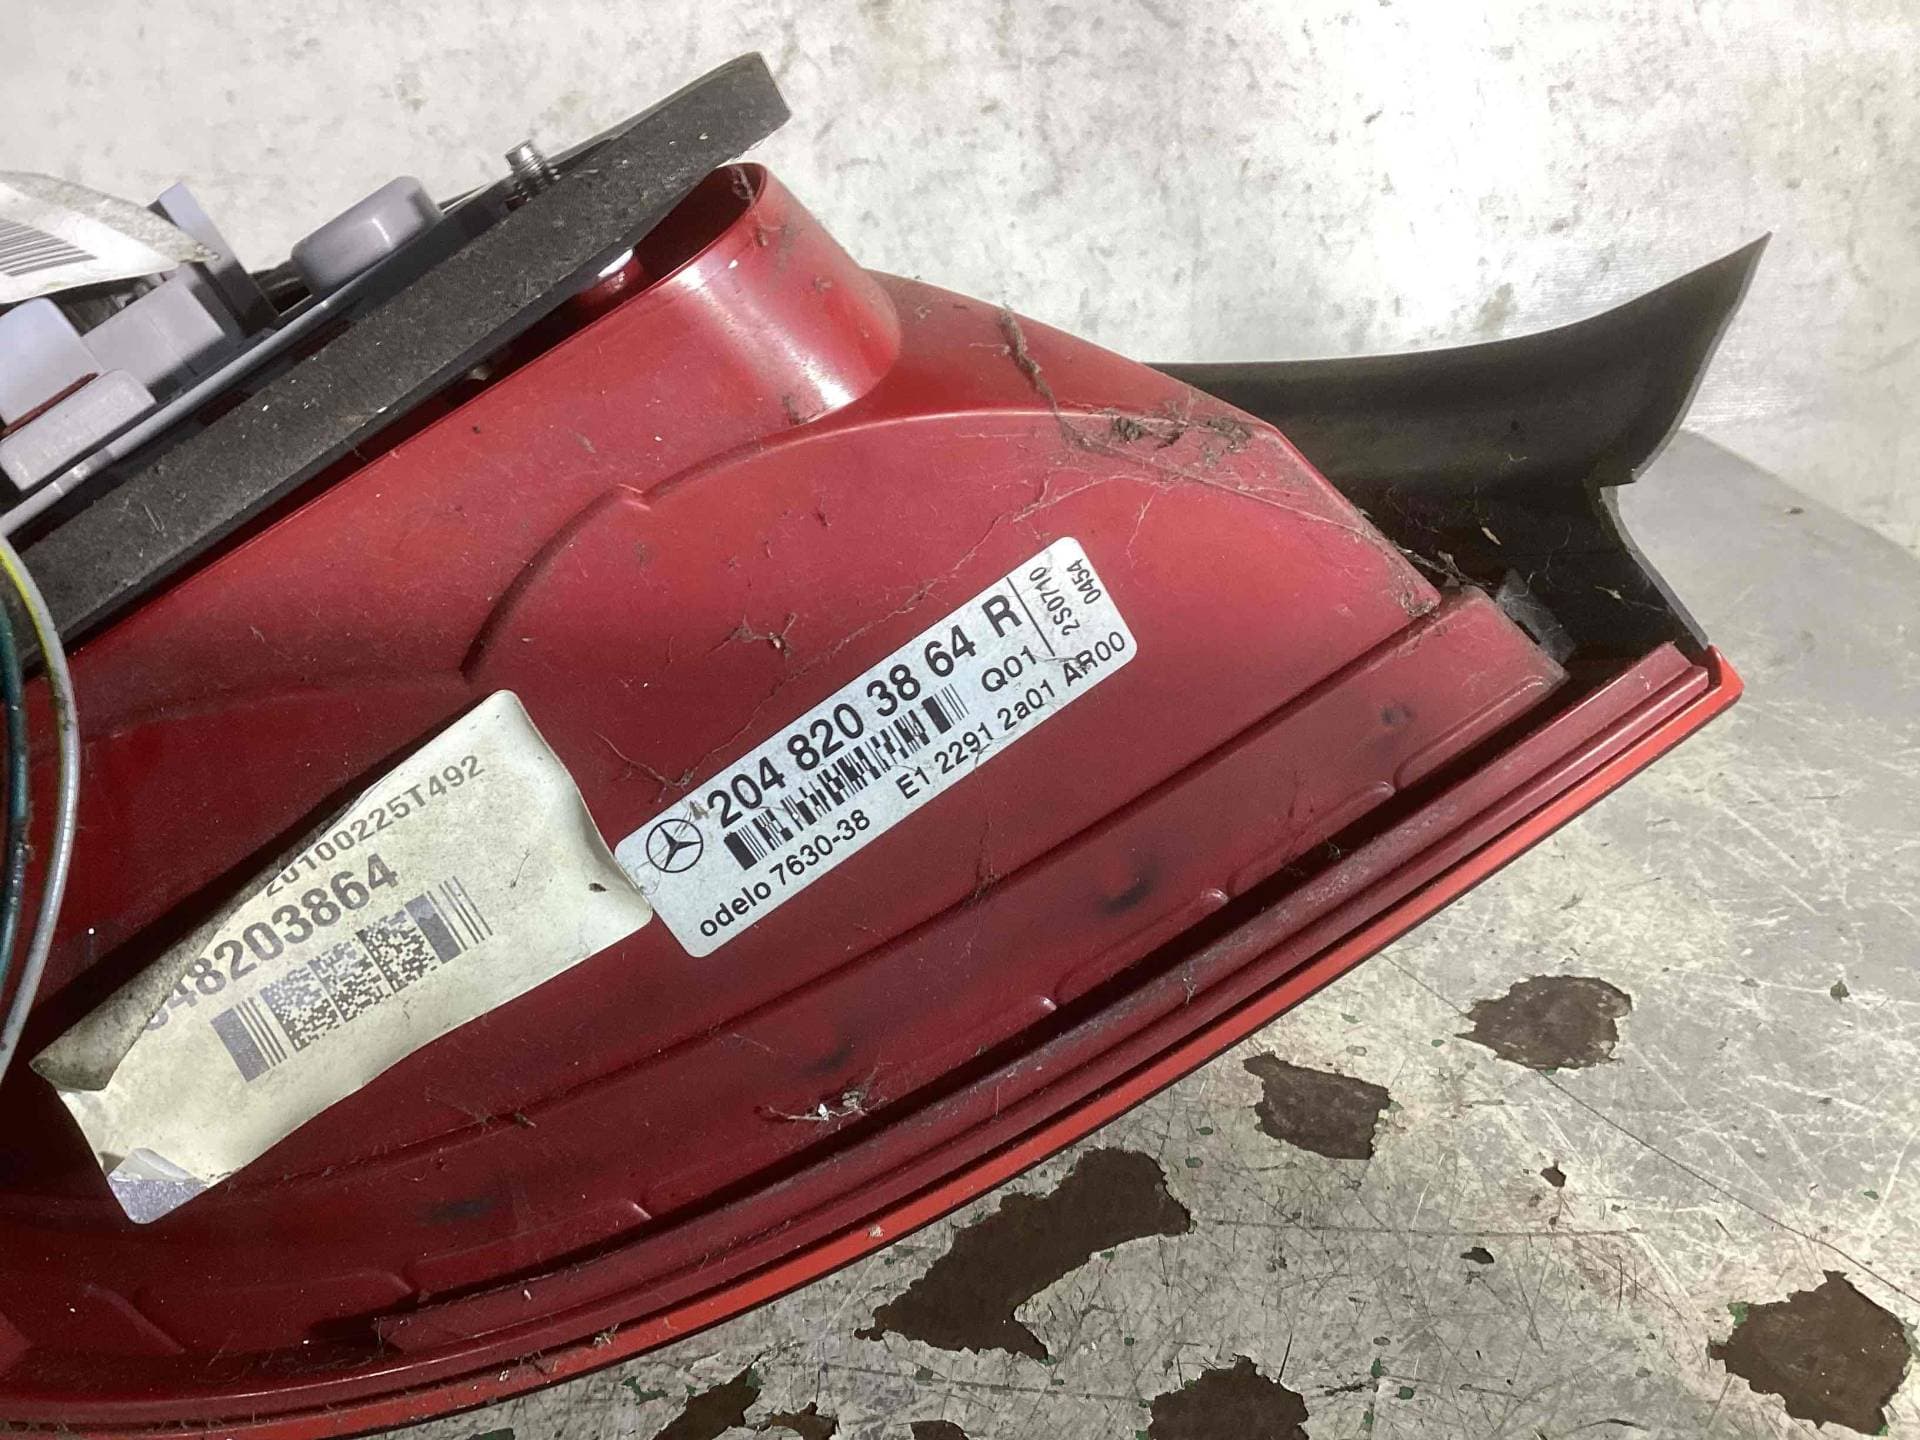 204 820 38 64 R
Q01
2S0710
0454
E1 2291 2a01 AR00
odelo 7630-38
20100225T492
48203864